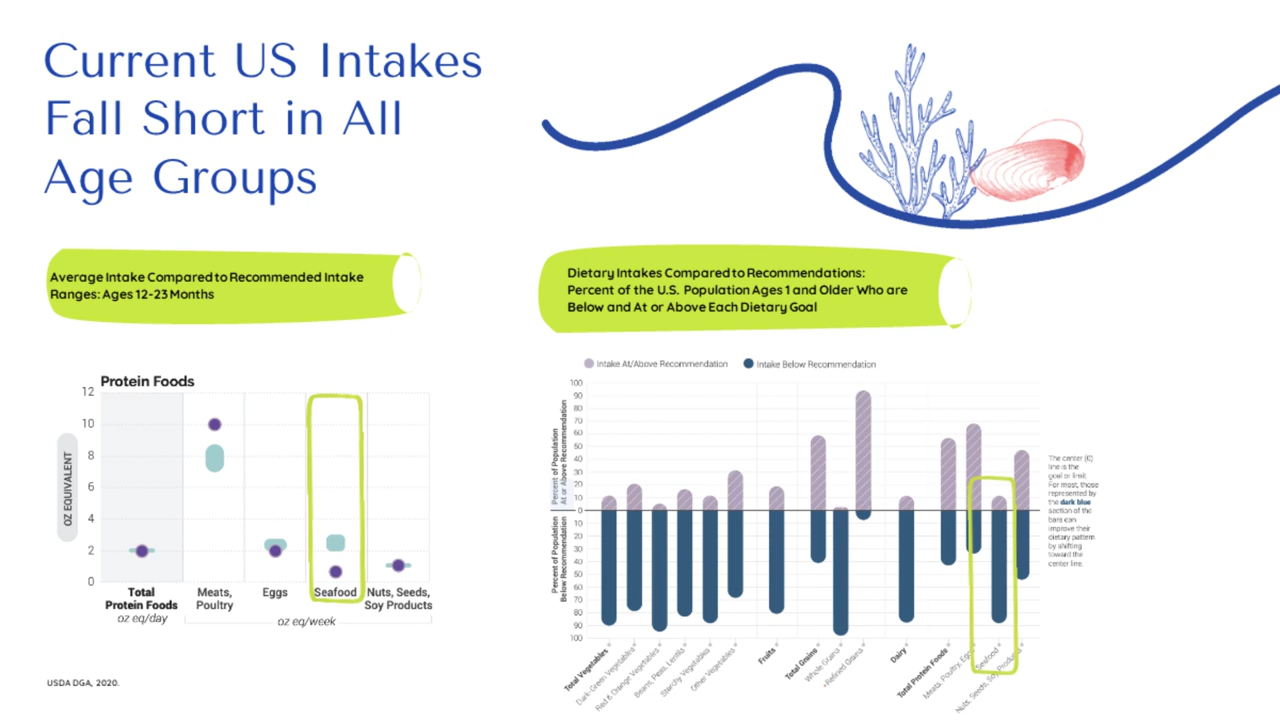 Current US Intakes
Fall Short in All
Age Groups
Average Intake Compared to Recommended Intake
Ranges: Ages 12-23 Months
Dietary Intakes Compared to Recommendations:
Percent of the U.S. Population Ages 1 and Older Who are
Below and At or Above Each Dietary Goal
Protein Foods
12
10
8
6
4
2
0
OZ EQUIVALENT
Total
Protein Foods
oz eq/day
Meats,
Poultry
Eggs
Seafood
Nuts, Seeds,
Soy Products
oz eq/week
Intake At/Above Recommendation
Intake Below Recommendation
Percent of Population
At or Above Recommendation
100
90
80
70
60
50
40
30
20
10
0
10
20
30
40
50
60
70
80
90
100
Percent of Population
Below Recommendation
Total Vegetables
Dark-Green Vegetables
Red & Orange Vegetables
Beans, Peas, Lentils
Starchy Vegetables
Other Vegetables
Fruits
Total Grains
Whole Grains
+Refined Grains
Dairy
Total Protein Foods
Meats, Poultry, Eggs
Seafood
Nuts, Seeds, Soy Products
The center (0)
line is the
goal or limit.
For most, those
represented by
the dark blue
section of the
bars can
improve their
dietary pattern
by shifting
toward the
center line.
USDA DGA, 2020.